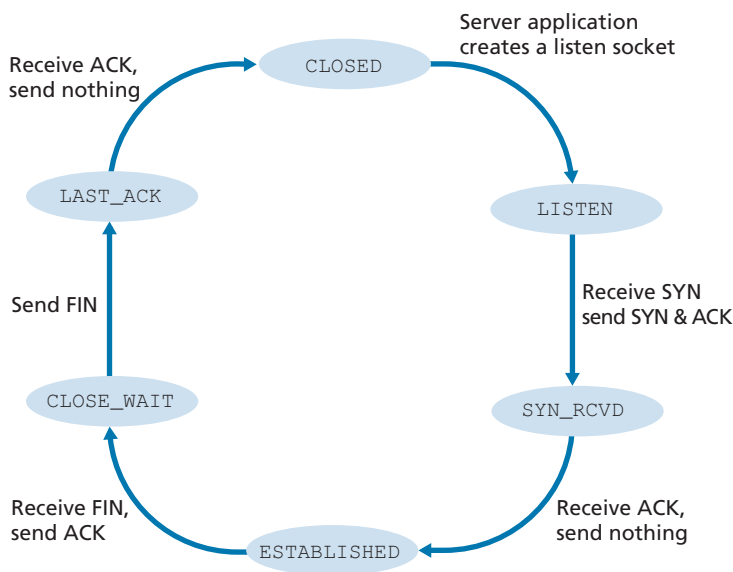 Server application
creates a listen socket
CLOSED
Receive ACK,
send nothing
LAST_ACK
LISTEN
Send FIN
Receive SYN
send SYN & ACK
CLOSE_WAIT
SYN_RCVD
Receive FIN,
send ACK
Receive ACK,
send nothing
ESTABLISHED